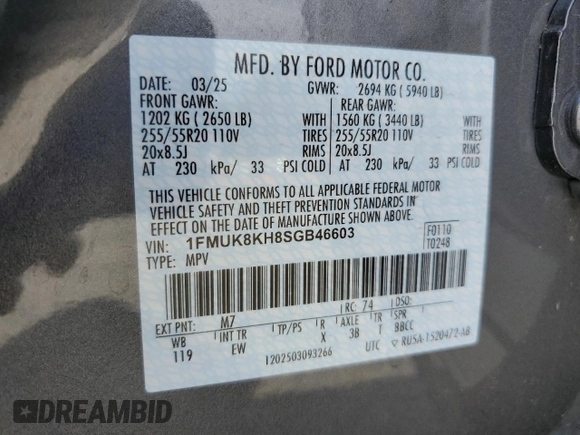 MFD. BY FORD MOTOR CO.
DATE: 03/25 GVWR: 2694 KG ( 5940 LB)
FRONT GAWR: REAR GAWR:
1202 KG ( 2650 LB) WITH 1560 KG ( 3440 LB) WITH
255/55R20 110V TIRES 255/55R20 110V TIRES
20x8.5J RIMS 20x8.5J RIMS
AT 230 kPa/ 33 PSI COLD AT 230 kPa/ 33 PSI COLD
THIS VEHICLE CONFORMS TO ALL APPLICABLE FEDERAL MOTOR
VEHICLE SAFETY AND THEFT PREVENTION STANDARDS IN
EFFECT ON THE DATE OF MANUFACTURE SHOWN ABOVE.
VIN: 1FMUK8KH8SGB46603 F0110
TYPE: MPV T0248
EXT PNT: M7 RC: 74 DSO:
WB INT TR TP/PS R AXLE TR SPR
119 EW X 38 T BBCC
1202503093266 UTC RU5A-1520472-AB
DREAMBID